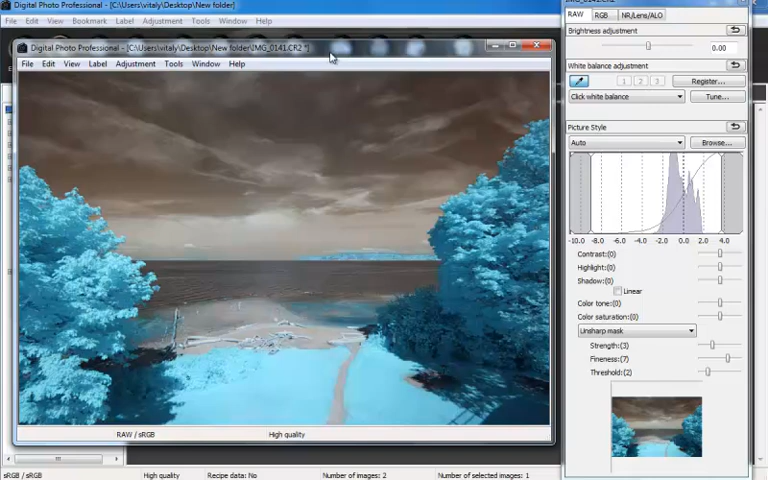 Digital Photo Professional - [C:\Users\vitaly\Desktop\New folder]
File Edit View Bookmark Label Adjustment Tools Window Help
Digital Photo Professional - [C:\Users\vitaly\Desktop\New folder\IMG_0141.CR2 *]
File Edit View Label Adjustment Tools Window Help
RAW / sRGB High quality
sRGB / sRGB High quality Recipe data: No Number of images: 2 Number of selected images: 1
RAW RGB NR/Lens/ALO
Brightness adjustment
0.00
White balance adjustment
1 2 3 Register...
Click white balance Tune...
Picture Style
Auto Browse...
-10.0 -8.0 -6.0 -4.0 -2.0 0.0 2.0 4.0
Contrast:(0)
Highlight:(0)
Shadow:(0)
Linear
Color tone:(0)
Color saturation:(0)
Unsharp mask
Strength:(3)
Fineness:(7)
Threshold:(2)